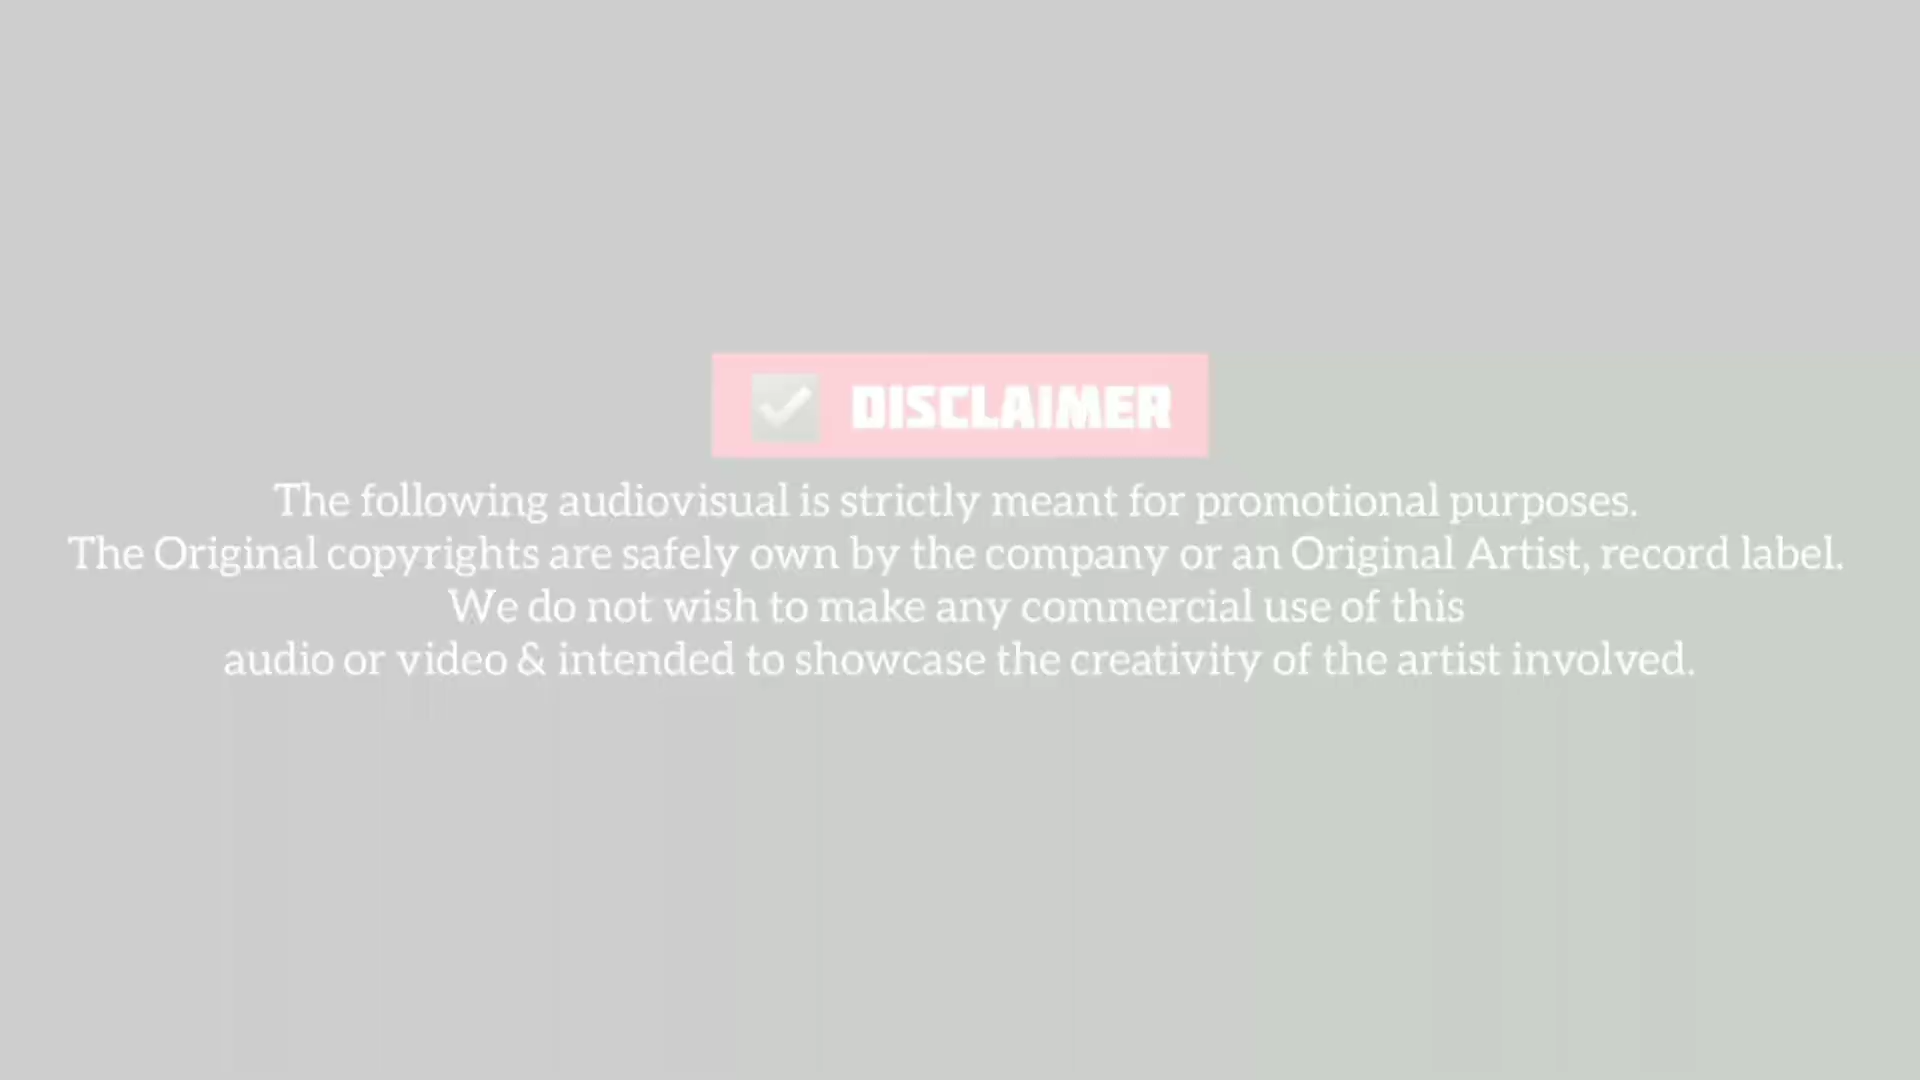 DISCLAIMER
The following audiovisual is strictly meant for promotional purposes.
The Original copyrights are safely own by the company or an Original Artist, record label.
We do not wish to make any commercial use of this
audio or video & intended to showcase the creativity of the artist involved.